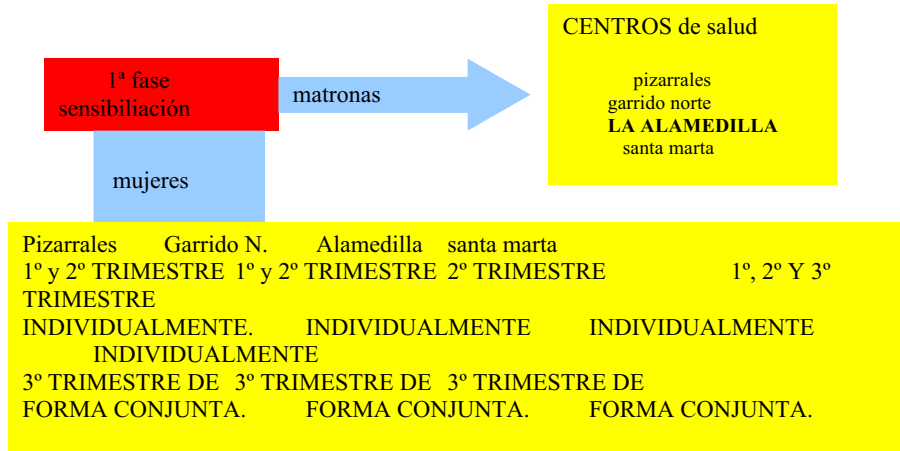 CENTROS de salud
1ª fase
sensibiliación
matronas
pizarrales
garrido norte
LA ALAMEDILLA
santa marta
mujeres
Pizarrales Garrido N. Alamedilla santa marta
1º y 2º TRIMESTRE 1º y 2º TRIMESTRE 2º TRIMESTRE 1º, 2º Y 3º
TRIMESTRE
INDIVIDUALMENTE. INDIVIDUALMENTE INDIVIDUALMENTE
INDIVIDUALMENTE
3º TRIMESTRE DE 3º TRIMESTRE DE 3º TRIMESTRE DE
FORMA CONJUNTA. FORMA CONJUNTA. FORMA CONJUNTA.